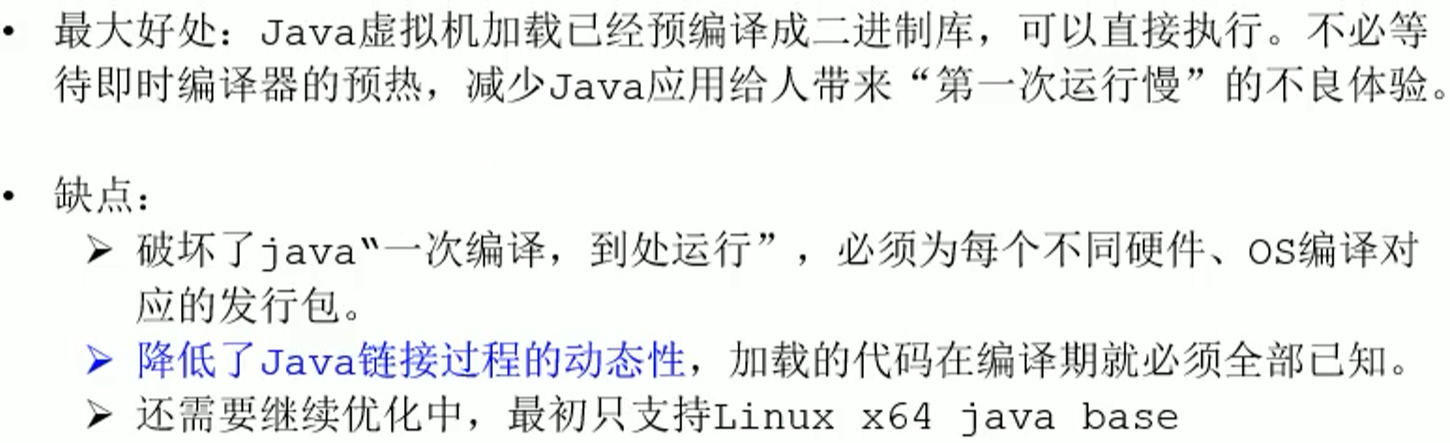 • 最大好处：Java虚拟机加载已经预编译成二进制库，可以直接执行。不必等
待即时编译器的预热，减少Java应用给人带来“第一次运行慢”的不良体验。
• 缺点：
➢ 破坏了java“一次编译，到处运行”，必须为每个不同硬件、OS编译对
应的发行包。
➢ 降低了Java链接过程的动态性，加载的代码在编译期就必须全部已知。
➢ 还需要继续优化中，最初只支持Linux x64 java base